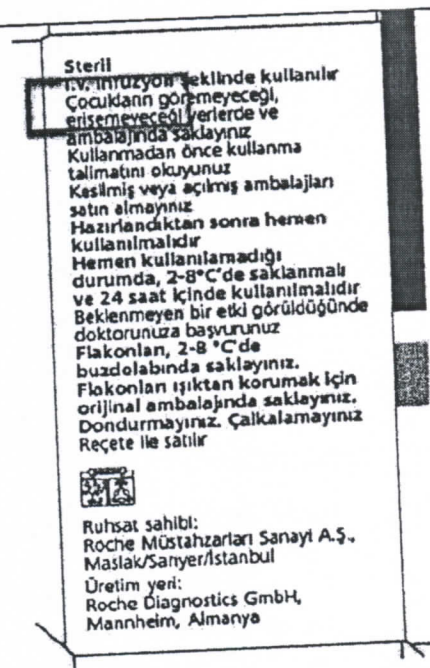 Steril
I.V. infüzyon şeklinde kullanılır
Çocukların göremeyeceği,
erişemeyeceği yerlerde ve
ambalajında saklayınız
Kullanmadan önce kullanma
talimatını okuyunuz
Kesilmiş veya açılmış ambalajları
satın almayınız
Hazırlandıktan sonra hemen
kullanılmalıdır
Hemen kullanılamadığı
durumda, 2-8°C'de saklanmalı
ve 24 saat içinde kullanılmalıdır
Beklenmeyen bir etki görüldüğünde
doktorunuza başvurunuz
Flakonları, 2-8 °C'de
buzdolabında saklayınız.
Flakonları ışıktan korumak için
orijinal ambalajında saklayınız.
Dondurmayınız. Çalkalamayınız
Reçete ile satılır
Ruhsat sahibi:
Roche Müstahzarları Sanayi A.Ş.,
Maslak/Sarıyer/İstanbul
Üretim yeri:
Roche Diagnostics GmbH,
Mannheim, Almanya